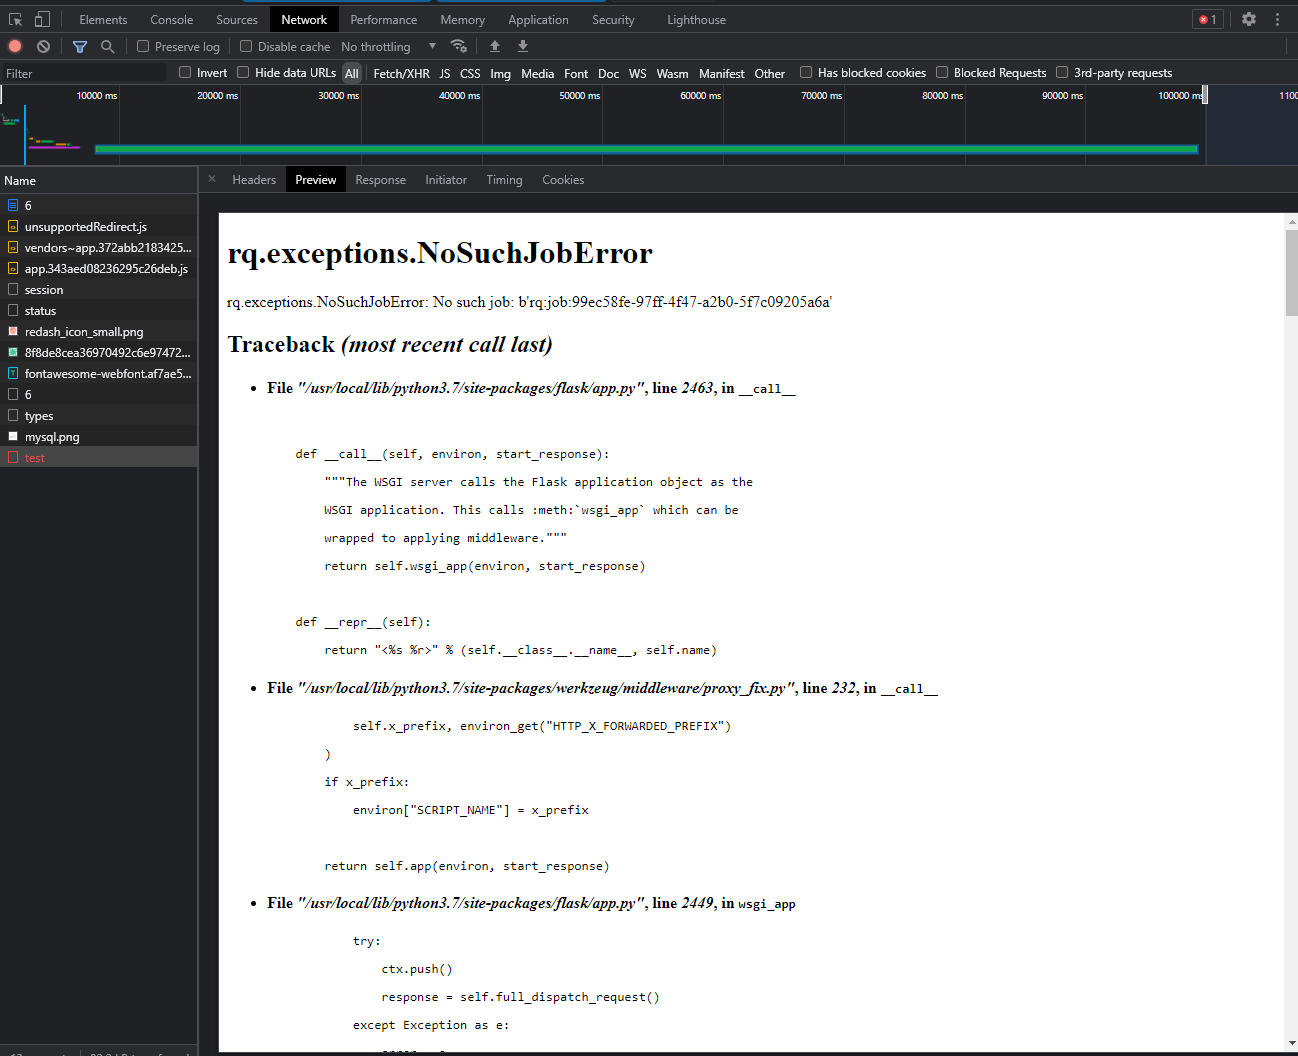 Elements Console Sources Network Performance Memory Application Security Lighthouse 1
Preserve log Disable cache No throttling
Filter Invert Hide data URLs All Fetch/XHR JS CSS Img Media Font Doc WS Wasm Manifest Other Has blocked cookies Blocked Requests 3rd-party requests
10000 ms 20000 ms 30000 ms 40000 ms 50000 ms 60000 ms 70000 ms 80000 ms 90000 ms 100000 ms
Name
6
unsupportedRedirect.js
vendors~app.372abb2183425...
app.343aed08236295c26deb.js
session
status
redash_icon_small.png
8f8de8cea36970492c6e97472...
fontawesome-webfont.af7ae5...
6
types
mysql.png
test
Headers Preview Response Initiator Timing Cookies
rq.exceptions.NoSuchJobError
rq.exceptions.NoSuchJobError: No such job: b'rq:job:99ec58fe-97ff-4f47-a2b0-5f7c09205a6a'
Traceback (most recent call last)
• File "/usr/local/lib/python3.7/site-packages/flask/app.py", line 2463, in __call__
def __call__(self, environ, start_response):
"""The WSGI server calls the Flask application object as the
WSGI application. This calls :meth:`wsgi_app` which can be
wrapped to applying middleware."""
return self.wsgi_app(environ, start_response)
def __repr__(self):
return "<%s %r>" % (self.__class__.__name__, self.name)
• File "/usr/local/lib/python3.7/site-packages/werkzeug/middleware/proxy_fix.py", line 232, in __call__
self.x_prefix, environ_get("HTTP_X_FORWARDED_PREFIX")
)
if x_prefix:
environ["SCRIPT_NAME"] = x_prefix
return self.app(environ, start_response)
• File "/usr/local/lib/python3.7/site-packages/flask/app.py", line 2449, in wsgi_app
try:
ctx.push()
response = self.full_dispatch_request()
except Exception as e: